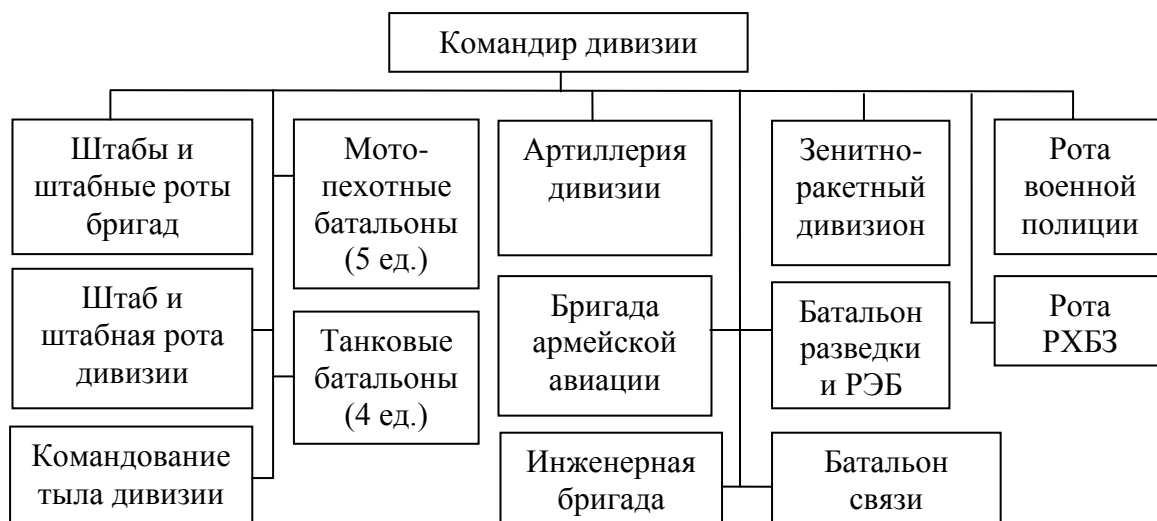 Командир дивизии
Штабы и
штабные роты
бригад
Мото-
пехотные
батальоны
(5 ед.)
Артиллерия
дивизии
Зенитно-
ракетный
дивизион
Рота
военной
полиции
Штаб и
штабная рота
дивизии
Танковые
батальоны
(4 ед.)
Бригада
армейской
авиации
Батальон
разведки
и РЭБ
Рота
РХБЗ
Командование
тыла дивизии
Инженерная
бригада
Батальон
связи